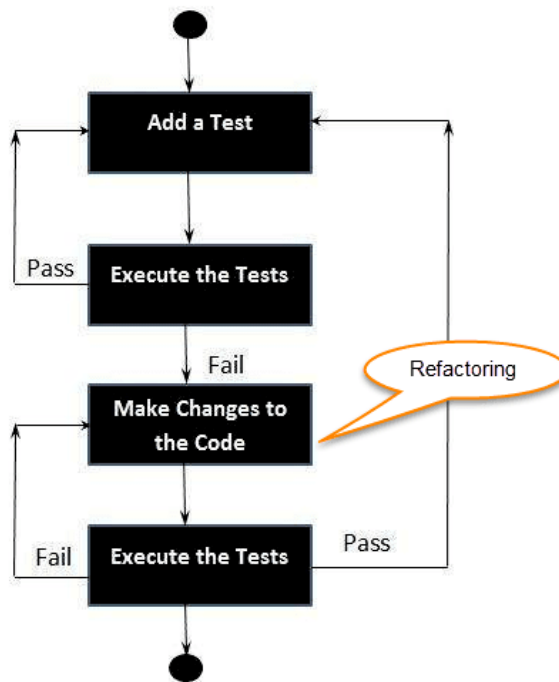 Add a Test
Pass
Execute the Tests
Fail
Refactoring
Make Changes to
the Code
Fail
Execute the Tests
Pass